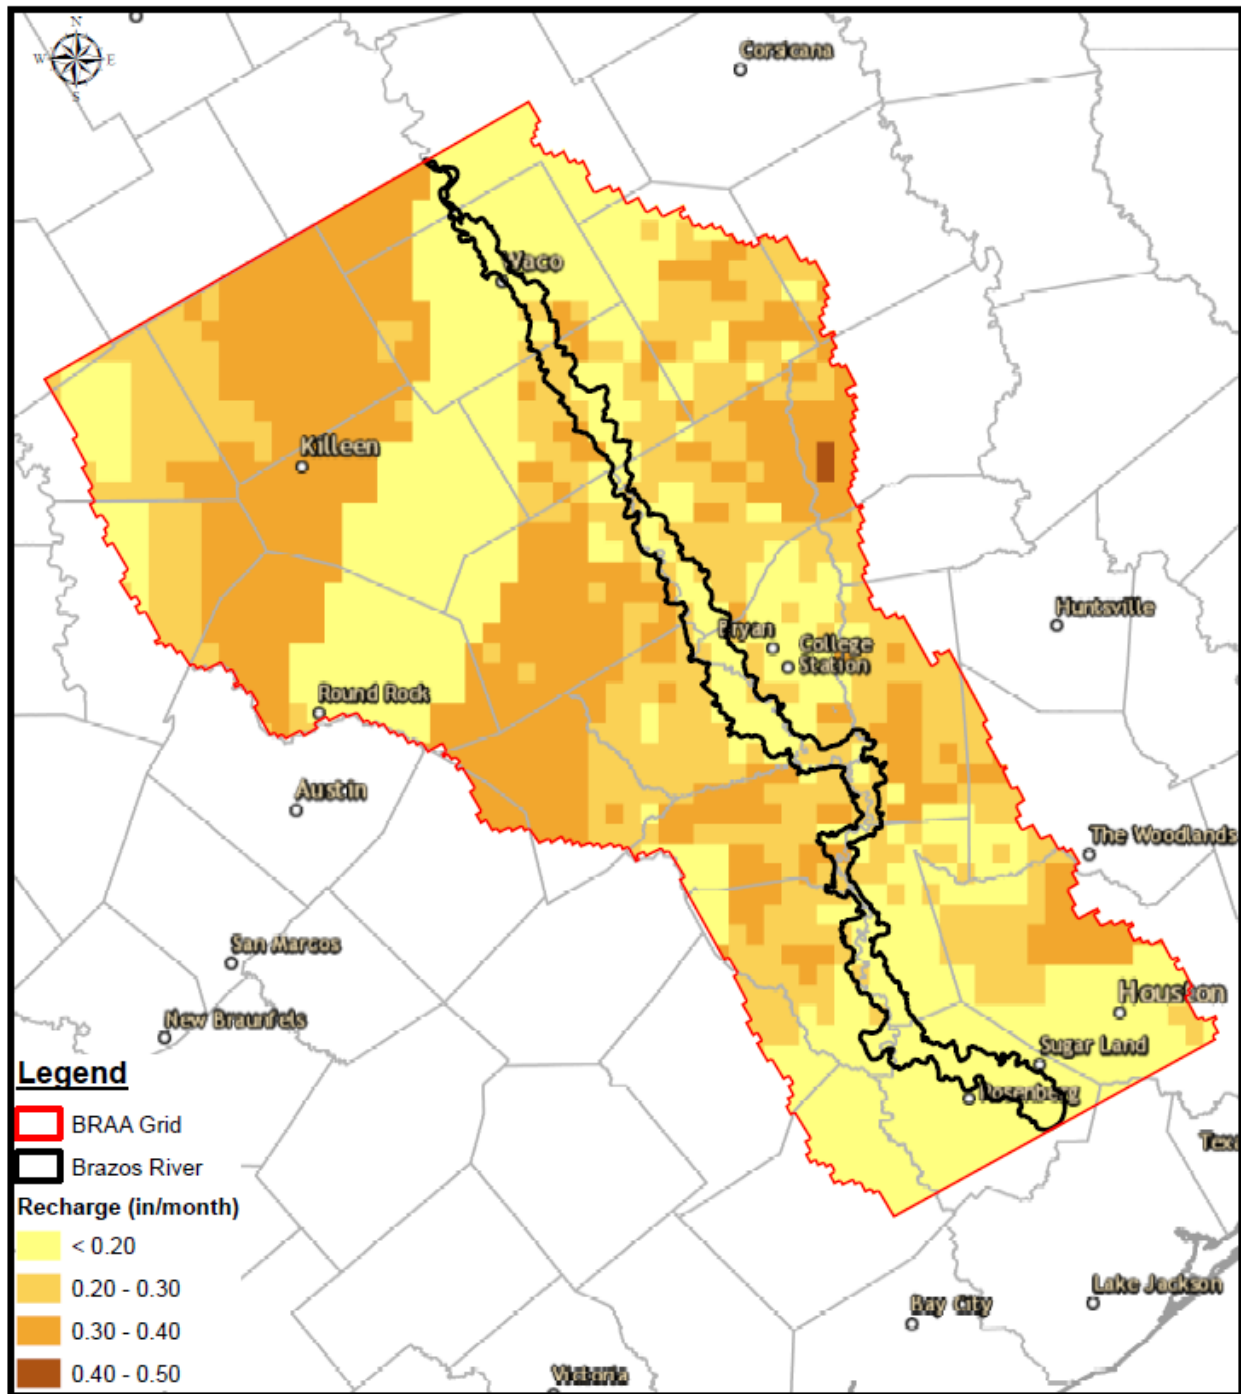 N
W E
S
Corsicana
Waco
Killeen
Huntsville
Bryan
College
Station
Round Rock
Austin
The Woodlands
San Marcos
Houston
New Braunfels
Sugar Land
Rosenberg
Legend
BRAA Grid
Brazos River
Recharge (in/month)
< 0.20
0.20 - 0.30
0.30 - 0.40
0.40 - 0.50
Lake Jackson
Bay City
Victoria